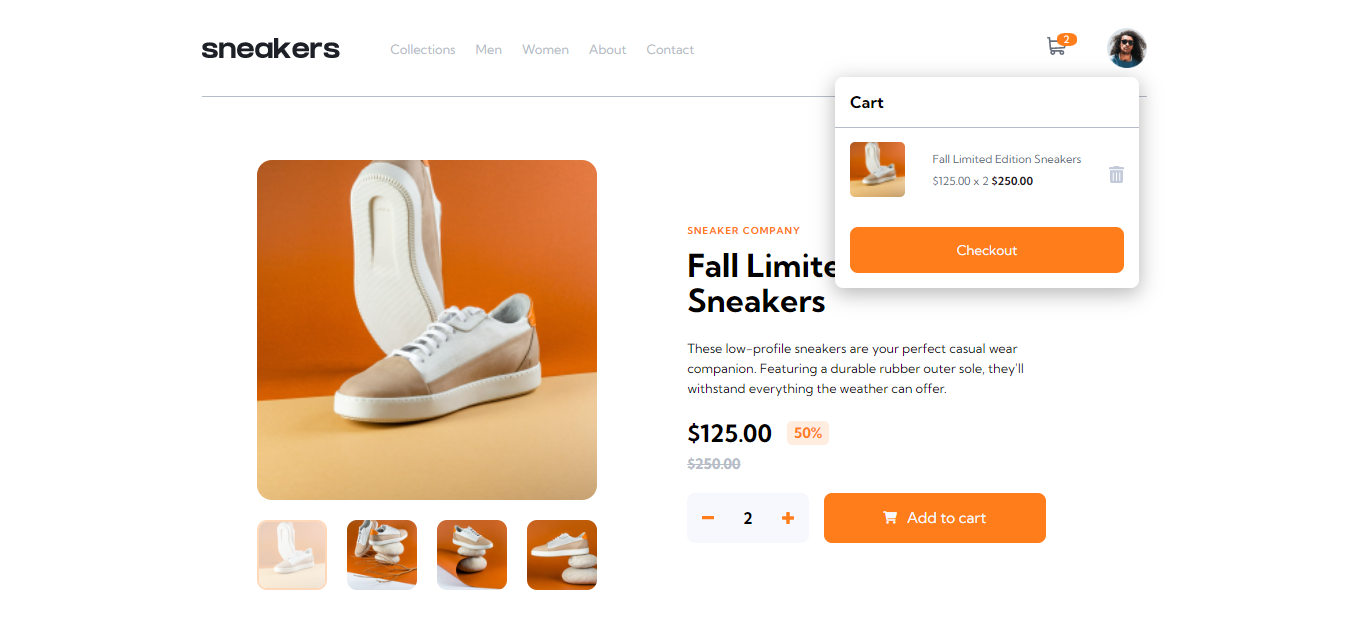 sneakers
Collections Men Women About Contact
2
Cart
Fall Limited Edition Sneakers
$125.00 x 2 $250.00
Checkout
SNEAKER COMPANY
Fall Limite
Sneakers
These low-profile sneakers are your perfect casual wear
companion. Featuring a durable rubber outer sole, they'll
withstand everything the weather can offer.
$125.00 50%
$250.00
2 Add to cart